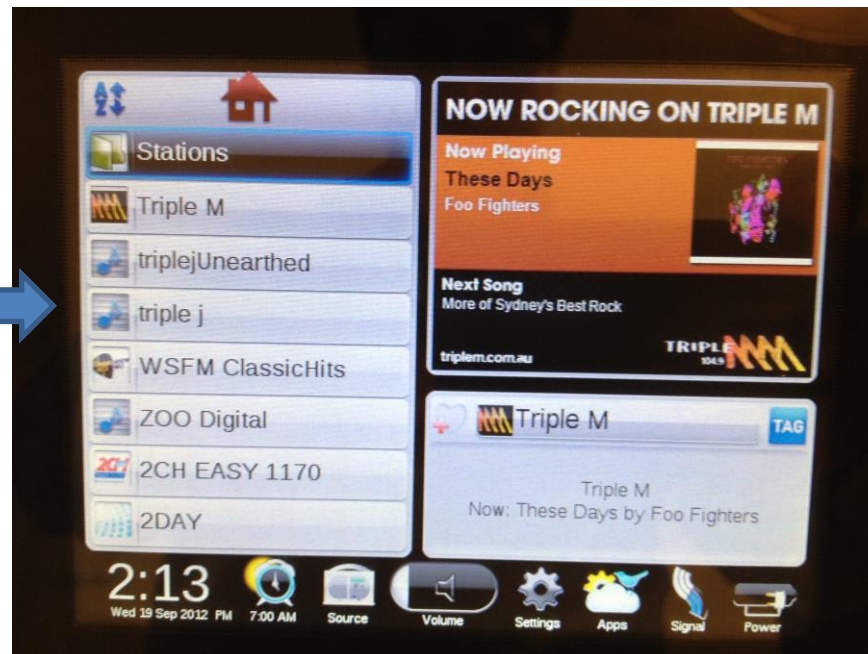 A
Z
Stations
Triple M
triplejUnearthed
triple j
WSFM ClassicHits
ZOO Digital
2CH
2CH EASY 1170
2DAY
NOW ROCKING ON TRIPLE M
Now Playing
These Days
Foo Fighters
Next Song
More of Sydney's Best Rock
triplem.com.au
TRIPLE
104.9
Triple M
TAG
Triple M
Now: These Days by Foo Fighters
2:13
Wed 19 Sep 2012 PM
7:00 AM
Source
Volume
Settings
Apps
Signal
Power